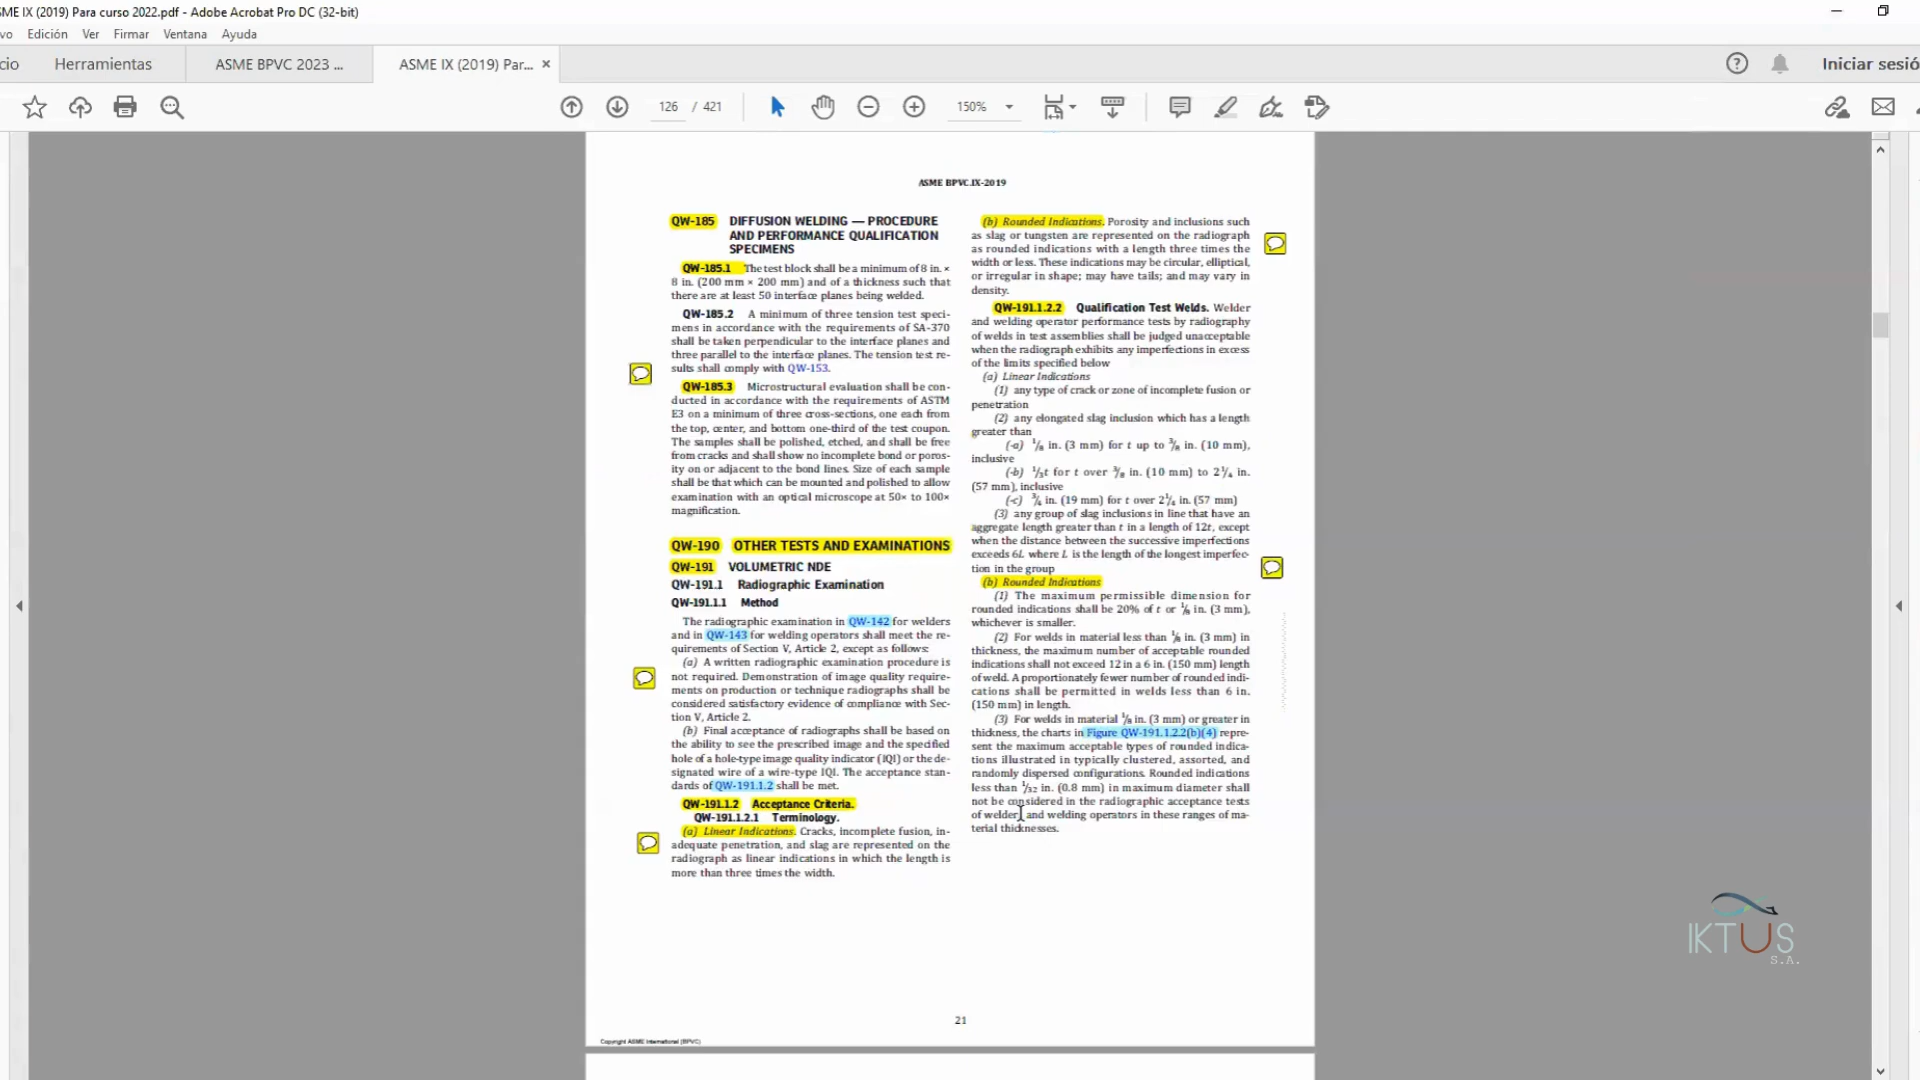 SME IX (2019) Para curso 2022.pdf - Adobe Acrobat Pro DC (32-bit)
vo Edición Ver Firmar Ventana Ayuda
cio Herramientas ASME BPVC 2023 ... ASME IX (2019) Par... × Iniciar sesió
126 / 421 150%
ASME BPVC.IX-2019
QW-185 DIFFUSION WELDING — PROCEDURE
AND PERFORMANCE QUALIFICATION
SPECIMENS
QW-185.1 The test block shall be a minimum of 8 in. ×
8 in. (200 mm × 200 mm) and of a thickness such that
there are at least 50 interface planes being welded.
QW-185.2 A minimum of three tension test speci-
mens in accordance with the requirements of SA-370
shall be taken perpendicular to the interface planes and
three parallel to the interface planes. The tension test re-
sults shall comply with QW-153.
QW-185.3 Microstructural evaluation shall be con-
ducted in accordance with the requirements of ASTM
E3 on a minimum of three cross-sections, one each from
the top, center, and bottom one-third of the test coupon.
The samples shall be polished, etched, and shall be free
from cracks and shall show no incomplete bond or poros-
ity on or adjacent to the bond lines. Size of each sample
shall be that which can be mounted and polished to allow
examination with an optical microscope at 50× to 100×
magnification.
QW-190 OTHER TESTS AND EXAMINATIONS
QW-191 VOLUMETRIC NDE
QW-191.1 Radiographic Examination
QW-191.1.1 Method
The radiographic examination in QW-142 for welders
and in QW-143 for welding operators shall meet the re-
quirements of Section V, Article 2, except as follows:
(a) A written radiographic examination procedure is
not required. Demonstration of image quality require-
ments on production or technique radiographs shall be
considered satisfactory evidence of compliance with Sec-
tion V, Article 2.
(b) Final acceptance of radiographs shall be based on
the ability to see the prescribed image and the specified
hole of a hole-type image quality indicator (IQI) or the de-
signated wire of a wire-type IQI. The acceptance stan-
dards of QW-191.1.2 shall be met.
QW-191.1.2 Acceptance Criteria.
QW-191.1.2.1 Terminology.
(a) Linear Indications. Cracks, incomplete fusion, in-
adequate penetration, and slag are represented on the
radiograph as linear indications in which the length is
more than three times the width.
(b) Rounded Indications. Porosity and inclusions such
as slag or tungsten are represented on the radiograph
as rounded indications with a length three times the
width or less. These indications may be circular, elliptical,
or irregular in shape; may have tails; and may vary in
density.
QW-191.1.2.2 Qualification Test Welds. Welder
and welding operator performance tests by radiography
of welds in test assemblies shall be judged unacceptable
when the radiograph exhibits any imperfections in excess
of the limits specified below
(a) Linear Indications
(1) any type of crack or zone of incomplete fusion or
penetration
(2) any elongated slag inclusion which has a length
greater than
(-a) 1/8 in. (3 mm) for t up to 3/8 in. (10 mm),
inclusive
(-b) 1/3t for t over 3/8 in. (10 mm) to 2 1/4 in.
(57 mm), inclusive
(-c) 3/4 in. (19 mm) for t over 2 1/4 in. (57 mm)
(3) any group of slag inclusions in line that have an
aggregate length greater than t in a length of 12t, except
when the distance between the successive imperfections
exceeds 6L where L is the length of the longest imperfec-
tion in the group
(b) Rounded Indications
(1) The maximum permissible dimension for
rounded indications shall be 20% of t or 1/8 in. (3 mm),
whichever is smaller.
(2) For welds in material less than 1/8 in. (3 mm) in
thickness, the maximum number of acceptable rounded
indications shall not exceed 12 in a 6 in. (150 mm) length
of weld. A proportionately fewer number of rounded indi-
cations shall be permitted in welds less than 6 in.
(150 mm) in length.
(3) For welds in material 1/8 in. (3 mm) or greater in
thickness, the charts in Figure QW-191.1.2.2(b)(4) repre-
sent the maximum acceptable types of rounded indica-
tions illustrated in typically clustered, assorted, and
randomly dispersed configurations. Rounded indications
less than 1/32 in. (0.8 mm) in maximum diameter shall
not be considered in the radiographic acceptance tests
of welders and welding operators in these ranges of ma-
terial thicknesses.
21
Copyright ASME International (BPVC)
IKTUS
S.A.